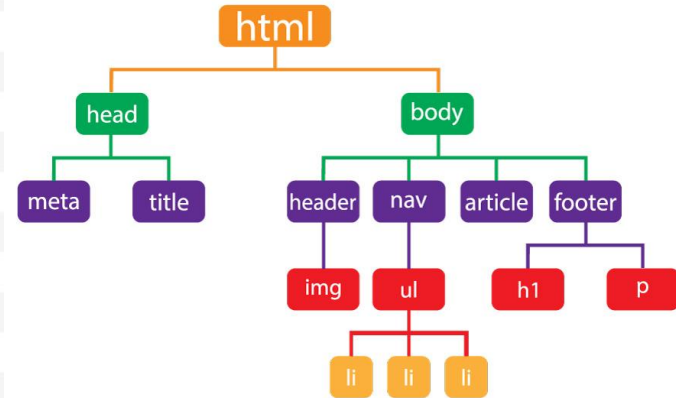 html
head
body
meta
title
header
nav
article
footer
img
ul
h1
p
li
li
li